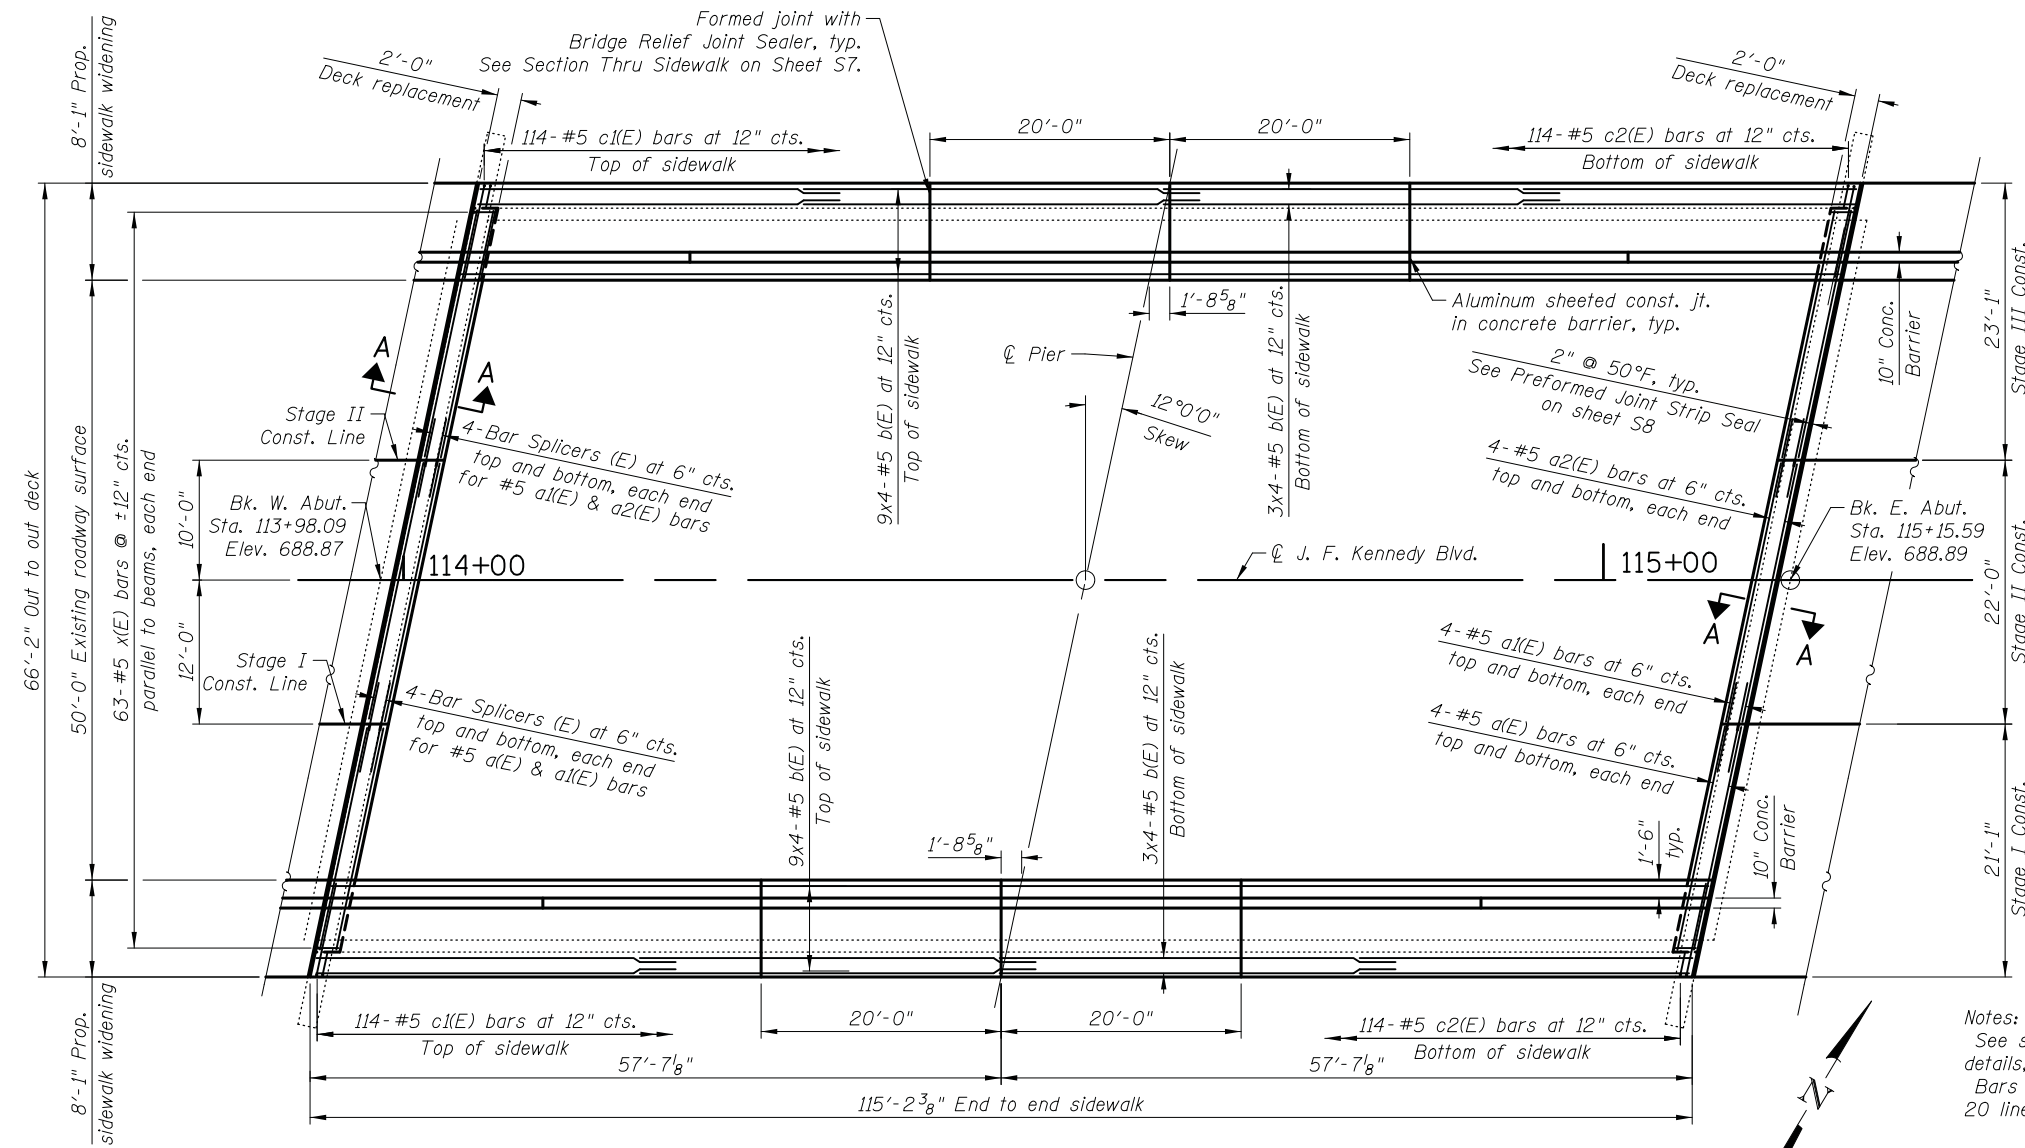 Formed joint with
Bridge Relief Joint Sealer, typ.
See Section Thru Sidewalk on Sheet S7.
2'-0"
Deck replacement
2'-0"
Deck replacement
8'-1" Prop.
sidewalk widening
114-#5 c1(E) bars at 12" cts.
Top of sidewalk
20'-0"
20'-0"
114-#5 c2(E) bars at 12" cts.
Bottom of sidewalk
66'-2" Out to out deck
50'-0" Existing roadway surface
63-#5 x(E) bars @ ±12" cts.
parallel to beams, each end
10'-0"
12'-0"
A
A
Stage II
Const. Line
Bk. W. Abut.
Sta. 113+98.09
Elev. 688.87
Stage I
Const. Line
4-Bar Splicers (E) at 6" cts.
top and bottom, each end
for #5 a1(E) & a2(E) bars
114+00
4-Bar Splicers (E) at 6" cts.
top and bottom, each end
for #5 a(E) & a1(E) bars
9x4-#5 b(E) at 12" cts.
Top of sidewalk
1'-8 5/8"
℄ Pier
12°0'0"
Skew
3x4-#5 b(E) at 12" cts.
Bottom of sidewalk
Aluminum sheeted const. jt.
in concrete barrier, typ.
10" Conc.
Barrier
2" @ 50°F, typ.
See Preformed Joint Strip Seal
on sheet S8
4-#5 a2(E) bars at 6" cts.
top and bottom, each end
℄ J. F. Kennedy Blvd.
115+00
Bk. E. Abut.
Sta. 115+15.59
Elev. 688.89
A
A
4-#5 a1(E) bars at 6" cts.
top and bottom, each end
4-#5 a(E) bars at 6" cts.
top and bottom, each end
23'-1"
Stage III Const.
22'-0"
Stage II Const.
21'-1"
Stage I Const.
9x4-#5 b(E) at 12" cts.
Top of sidewalk
1'-8 5/8"
3x4-#5 b(E) at 12" cts.
Bottom of sidewalk
1'-6"
typ.
10" Conc.
Barrier
8'-1" Prop.
sidewalk widening
114-#5 c1(E) bars at 12" cts.
Top of sidewalk
20'-0"
20'-0"
114-#5 c2(E) bars at 12" cts.
Bottom of sidewalk
57'-7 1/8"
57'-7 1/8"
115'-2 3/8" End to end sidewalk
N
Notes:
See
details,
Bars
20